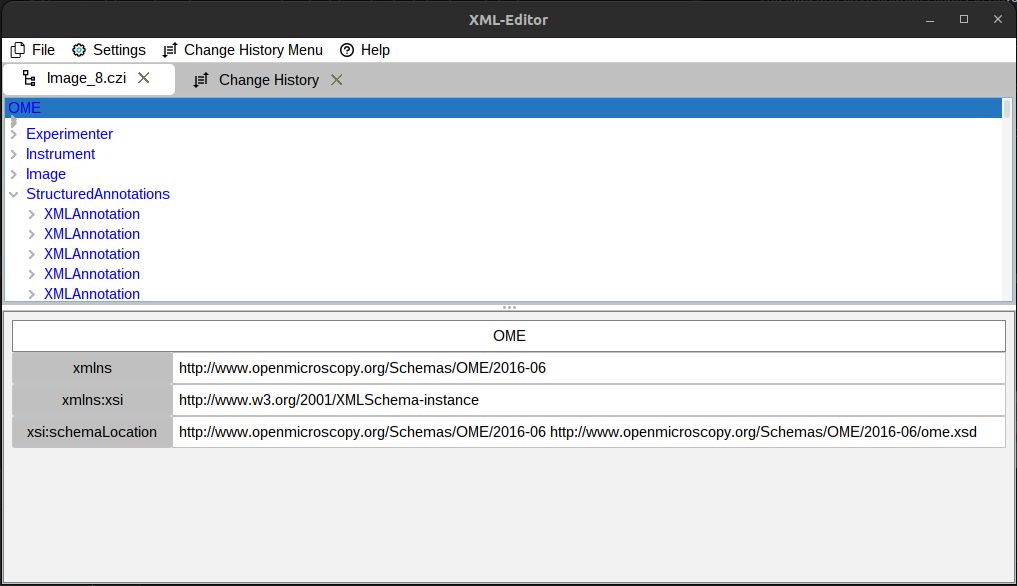 XML-Editor
File Settings Change History Menu Help
Image_8.czi Change History
OME
Experimenter
Instrument
Image
StructuredAnnotations
XMLAnnotation
XMLAnnotation
XMLAnnotation
XMLAnnotation
XMLAnnotation
OME
xmlns http://www.openmicroscopy.org/Schemas/OME/2016-06
xmlns:xsi http://www.w3.org/2001/XMLSchema-instance
xsi:schemaLocation http://www.openmicroscopy.org/Schemas/OME/2016-06 http://www.openmicroscopy.org/Schemas/OME/2016-06/ome.xsd